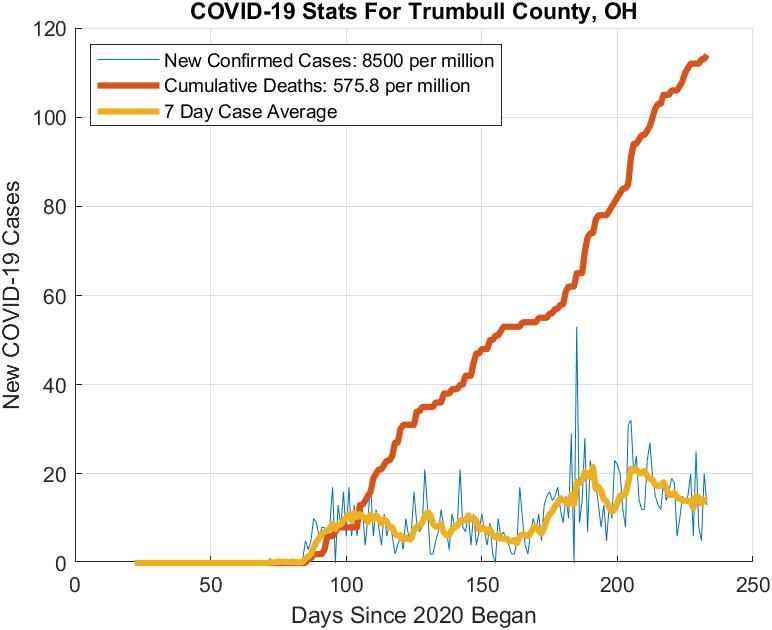 COVID-19 Stats For Trumbull County, OH
New Confirmed Cases: 8500 per million
Cumulative Deaths: 575.8 per million
7 Day Case Average
New COVID-19 Cases
120
100
80
60
40
20
0
0 50 100 150 200 250
Days Since 2020 Began